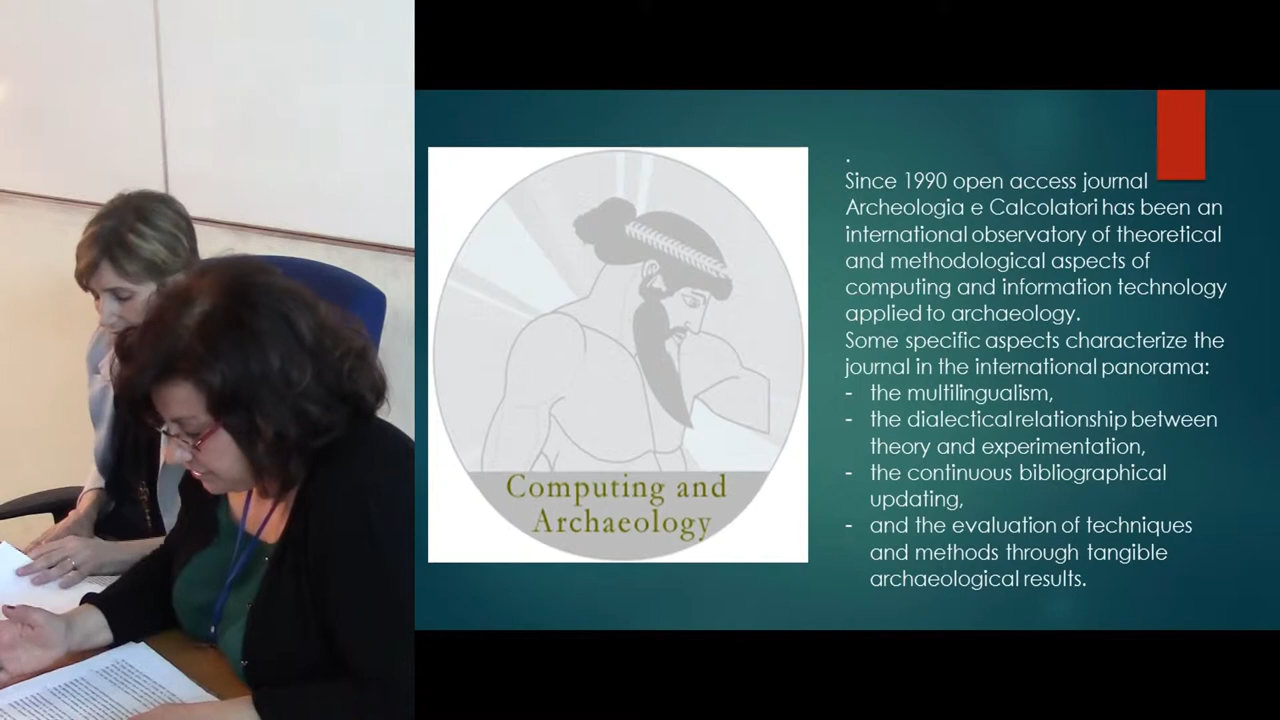 .
Since 1990 open access journal
Archeologia e Calcolatori has been an
international observatory of theoretical
and methodological aspects of
computing and information technology
applied to archaeology.
Some specific aspects characterize the
journal in the international panorama:
- the multilingualism,
- the dialectical relationship between
theory and experimentation,
- the continuous bibliographical
updating,
- and the evaluation of techniques
and methods through tangible
archaeological results.
Computing and
Archaeology